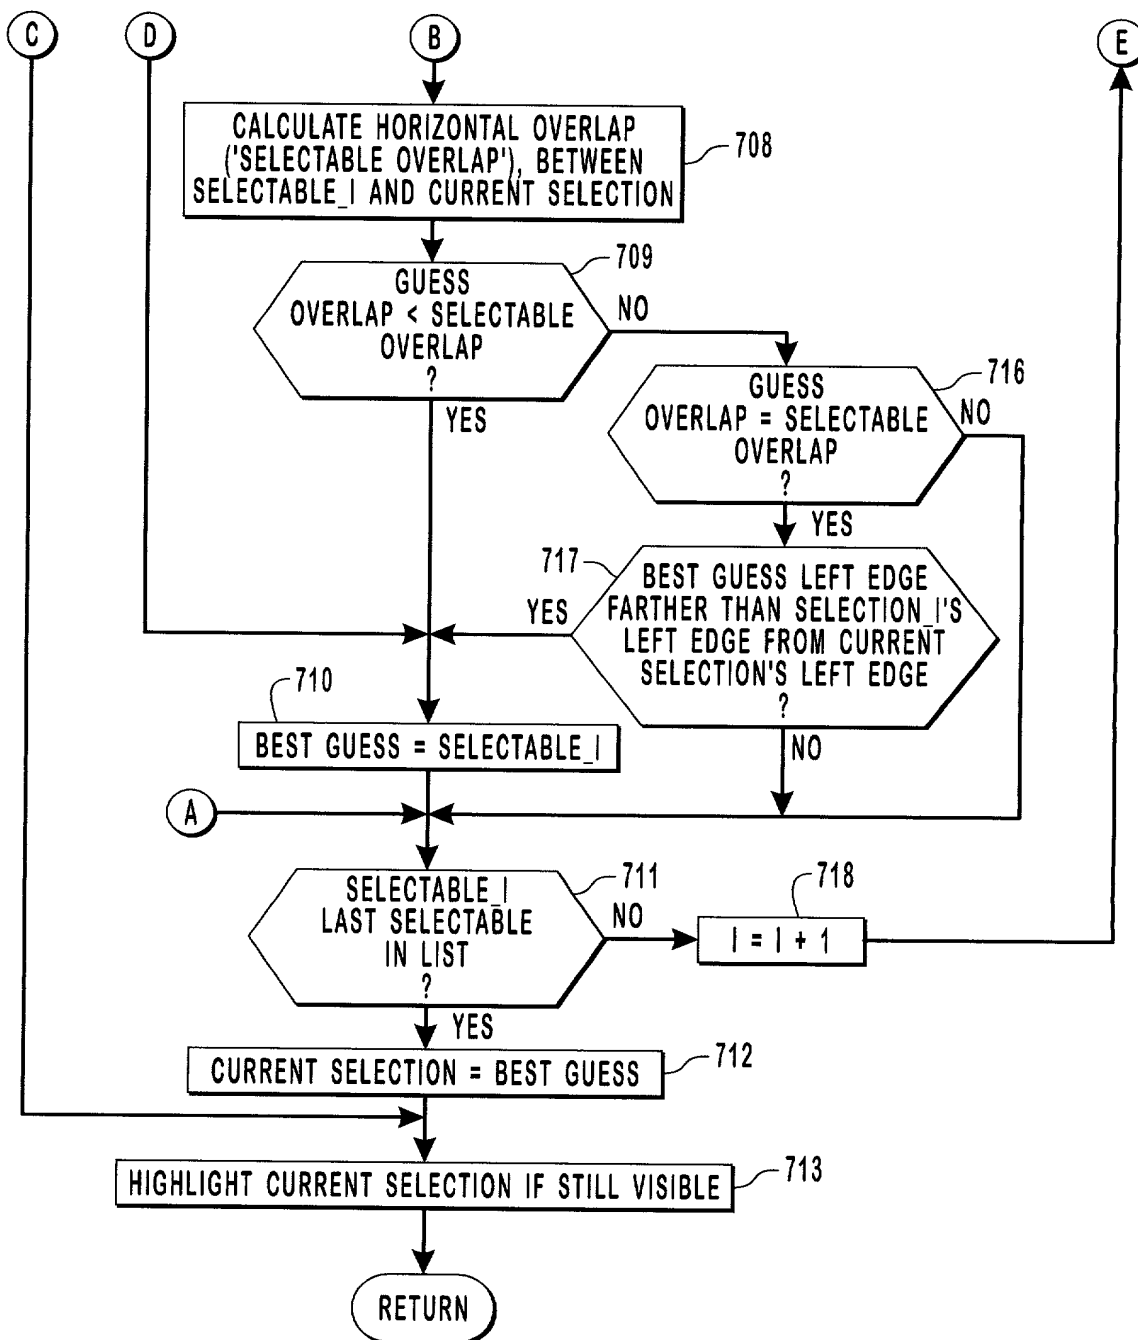 C
D
B
E
CALCULATE HORIZONTAL OVERLAP
('SELECTABLE OVERLAP'), BETWEEN
SELECTABLE_I AND CURRENT SELECTION
708
GUESS
OVERLAP < SELECTABLE
OVERLAP
?
709
NO
YES
GUESS
OVERLAP = SELECTABLE
OVERLAP
?
716
NO
YES
717
BEST GUESS LEFT EDGE
FARTHER THAN SELECTION_I'S
LEFT EDGE FROM CURRENT
SELECTION'S LEFT EDGE
?
YES
NO
710
BEST GUESS = SELECTABLE_I
A
SELECTABLE_I
LAST SELECTABLE
IN LIST
?
711
NO
718
I = I + 1
YES
CURRENT SELECTION = BEST GUESS
712
HIGHLIGHT CURRENT SELECTION IF STILL VISIBLE
713
RETURN